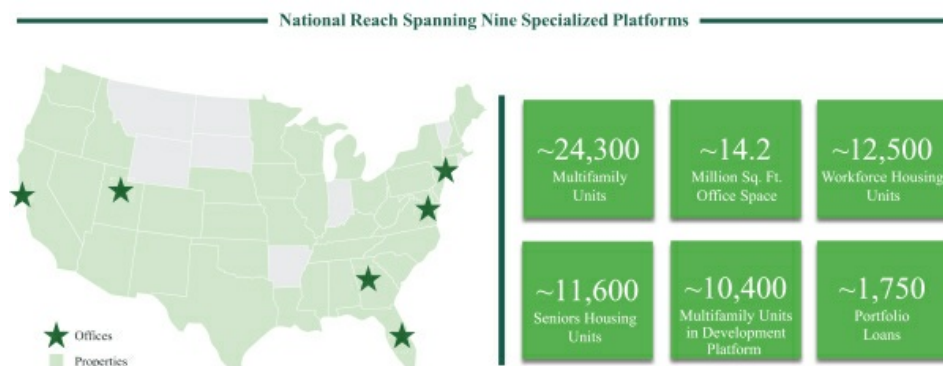 National Reach Spanning Nine Specialized Platforms
~24,300
Multifamily
Units
~14.2
Million Sq. Ft.
Office Space
~12,500
Workforce Housing
Units
~11,600
Seniors Housing
Units
~10,400
Multifamily Units
in Development
Platform
~1,750
Portfolio
Loans
Offices
Properties